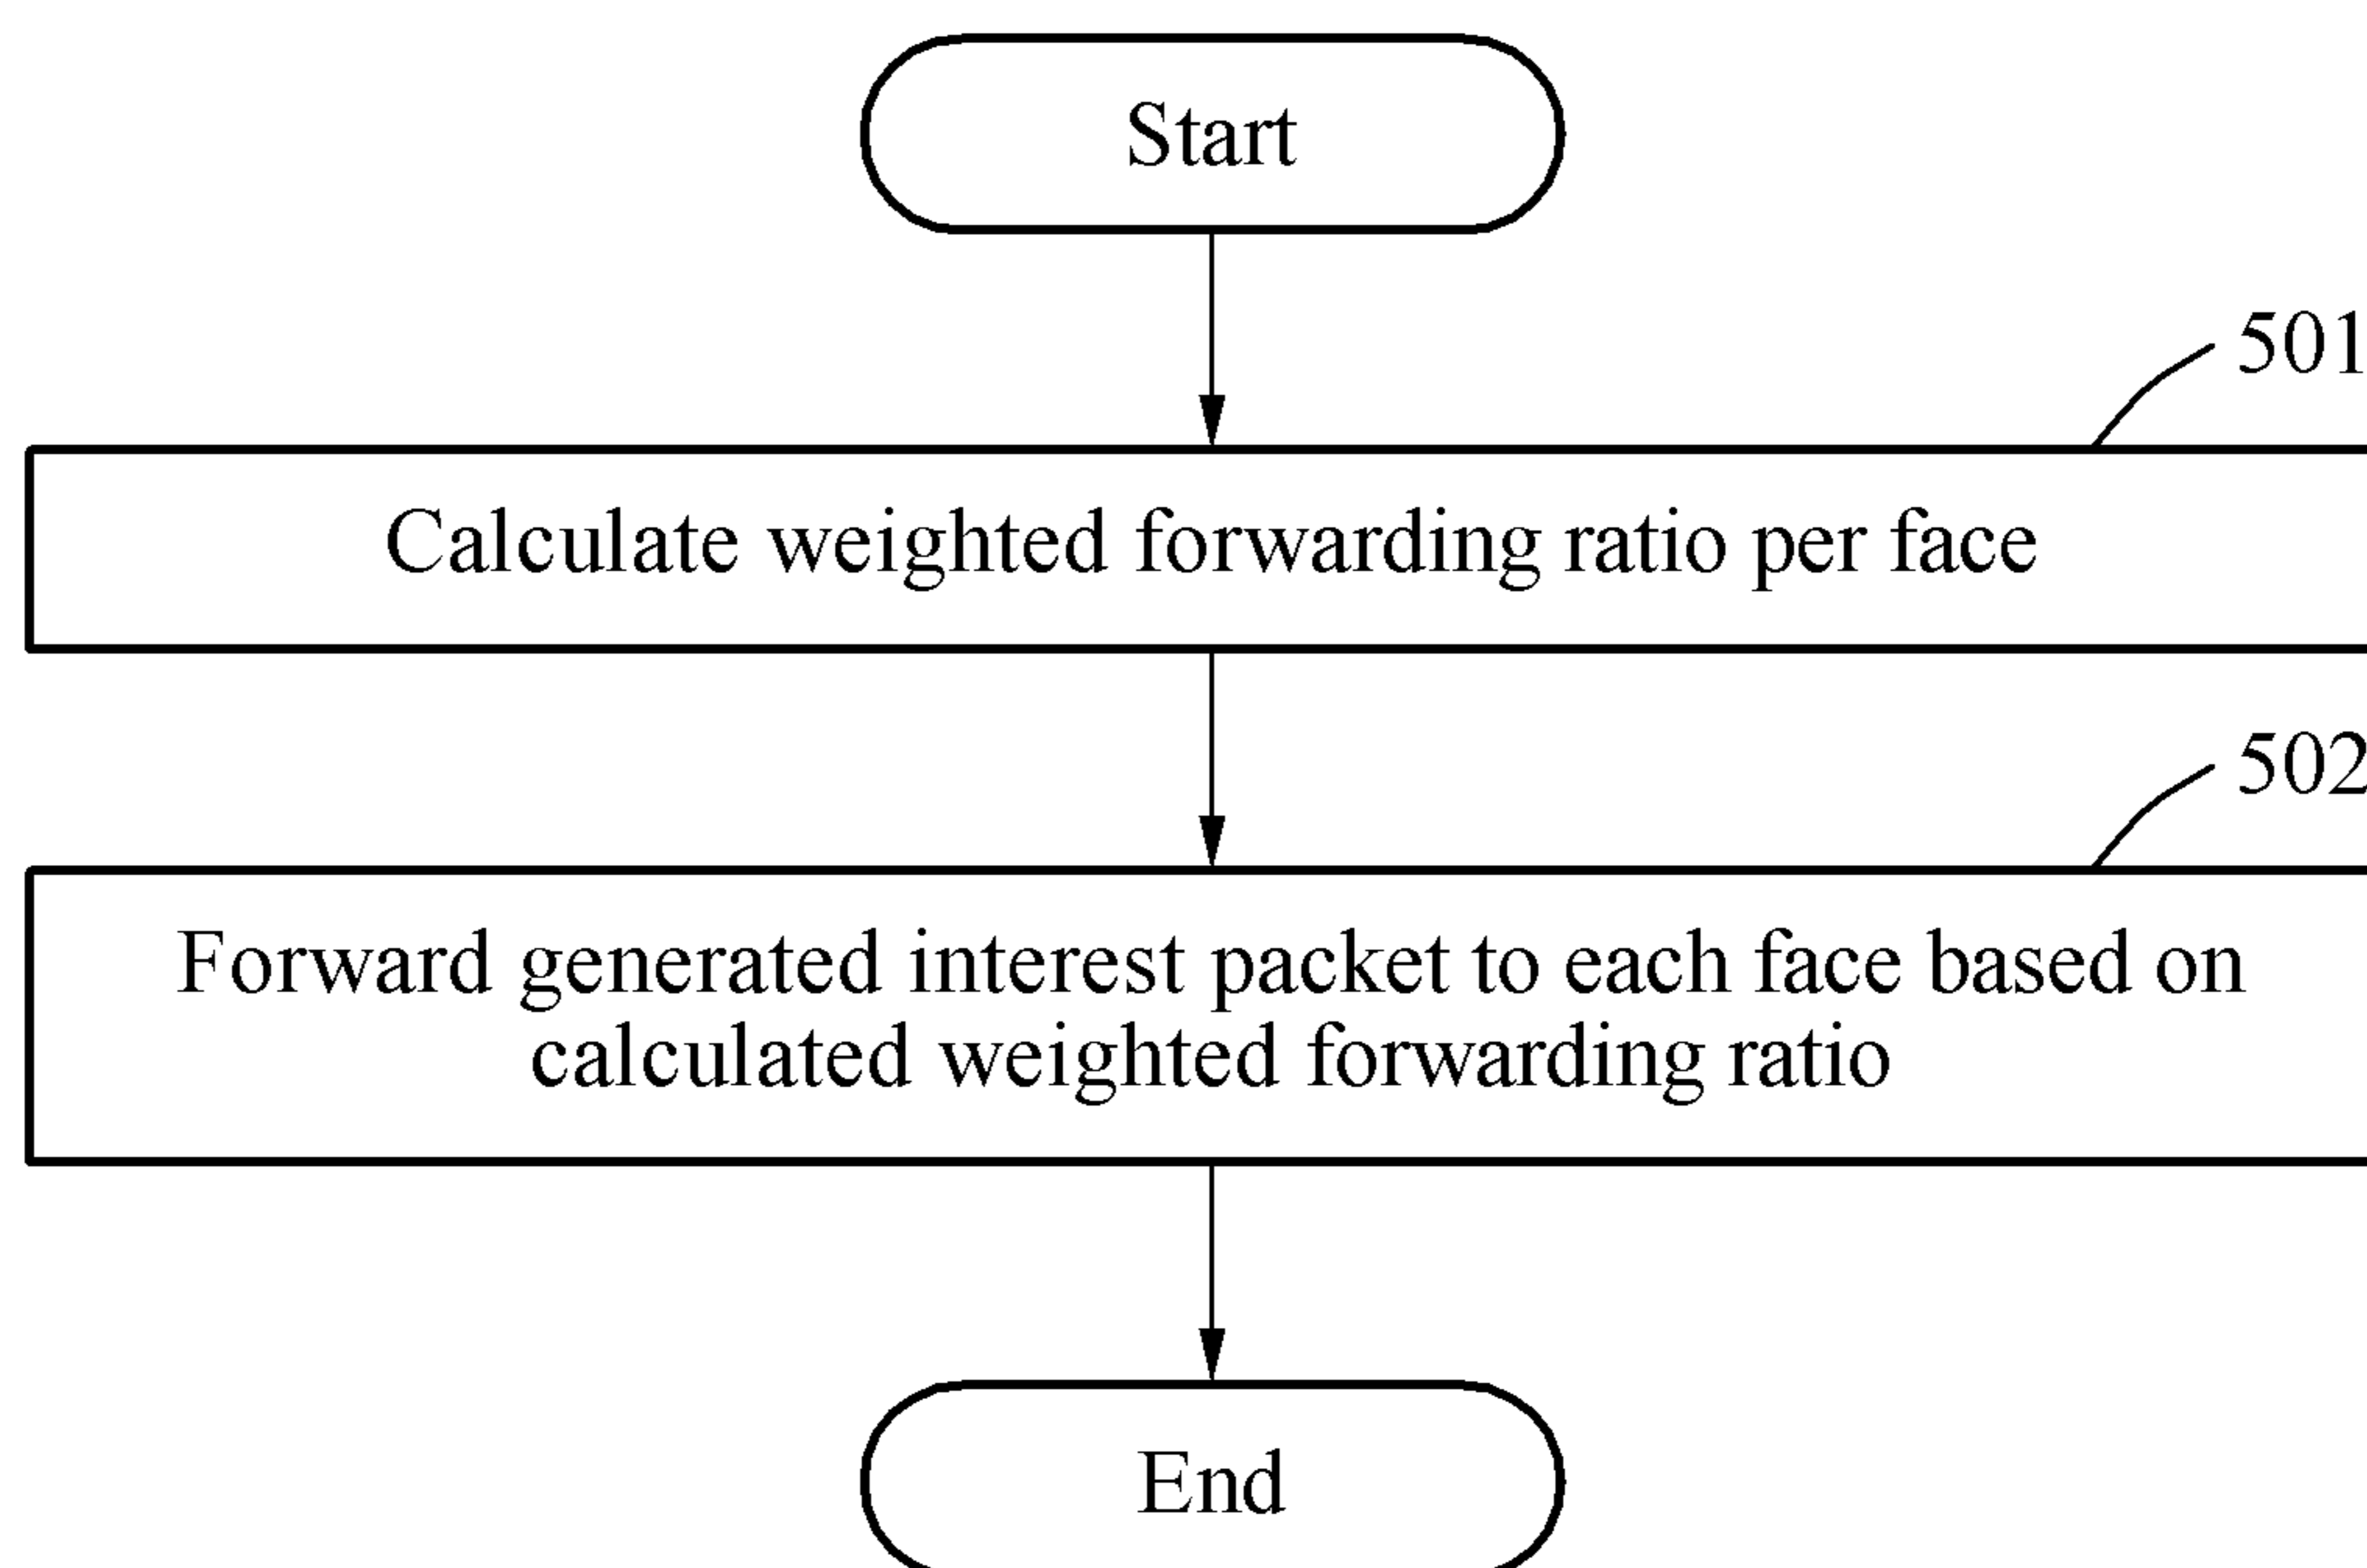 Start
501
Calculate weighted forwarding ratio per face
502
Forward generated interest packet to each face based on
calculated weighted forwarding ratio
End